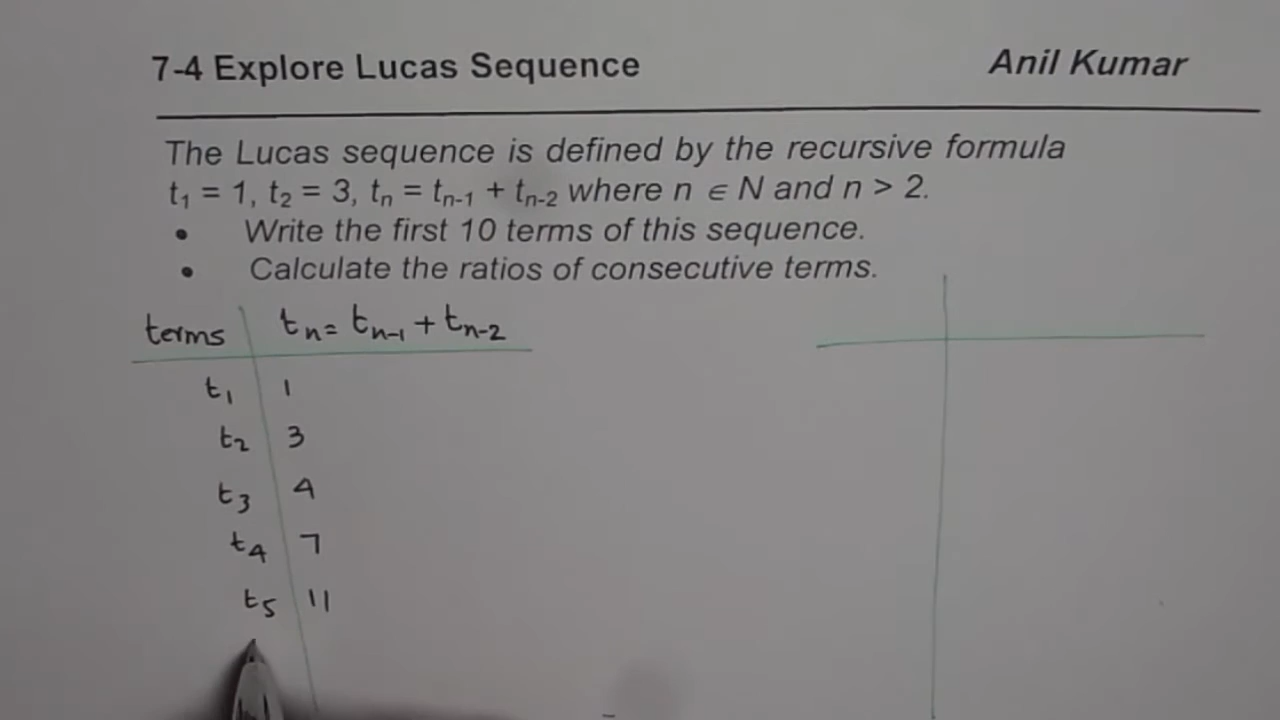 7-4 Explore Lucas Sequence Anil Kumar
The Lucas sequence is defined by the recursive formula
t₁ = 1, t₂ = 3, tₙ = tₙ₋₁ + tₙ₋₂ where n ∈ N and n > 2.
• Write the first 10 terms of this sequence.
• Calculate the ratios of consecutive terms.
terms tₙ = tₙ₋₁ + tₙ₋₂
t₁ 1
t₂ 3
t₃ 4
t₄ 7
t₅ 11